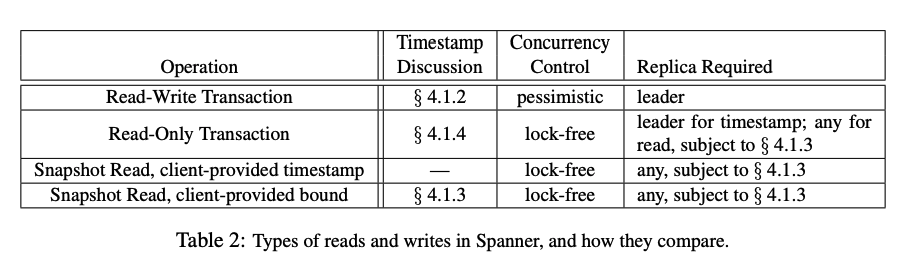 Timestamp Concurrency
Operation Discussion Control Replica Required
Read-Write Transaction § 4.1.2 pessimistic leader
Read-Only Transaction § 4.1.4 lock-free leader for timestamp; any for
read, subject to § 4.1.3
Snapshot Read, client-provided timestamp — lock-free any, subject to § 4.1.3
Snapshot Read, client-provided bound § 4.1.3 lock-free any, subject to § 4.1.3
Table 2: Types of reads and writes in Spanner, and how they compare.